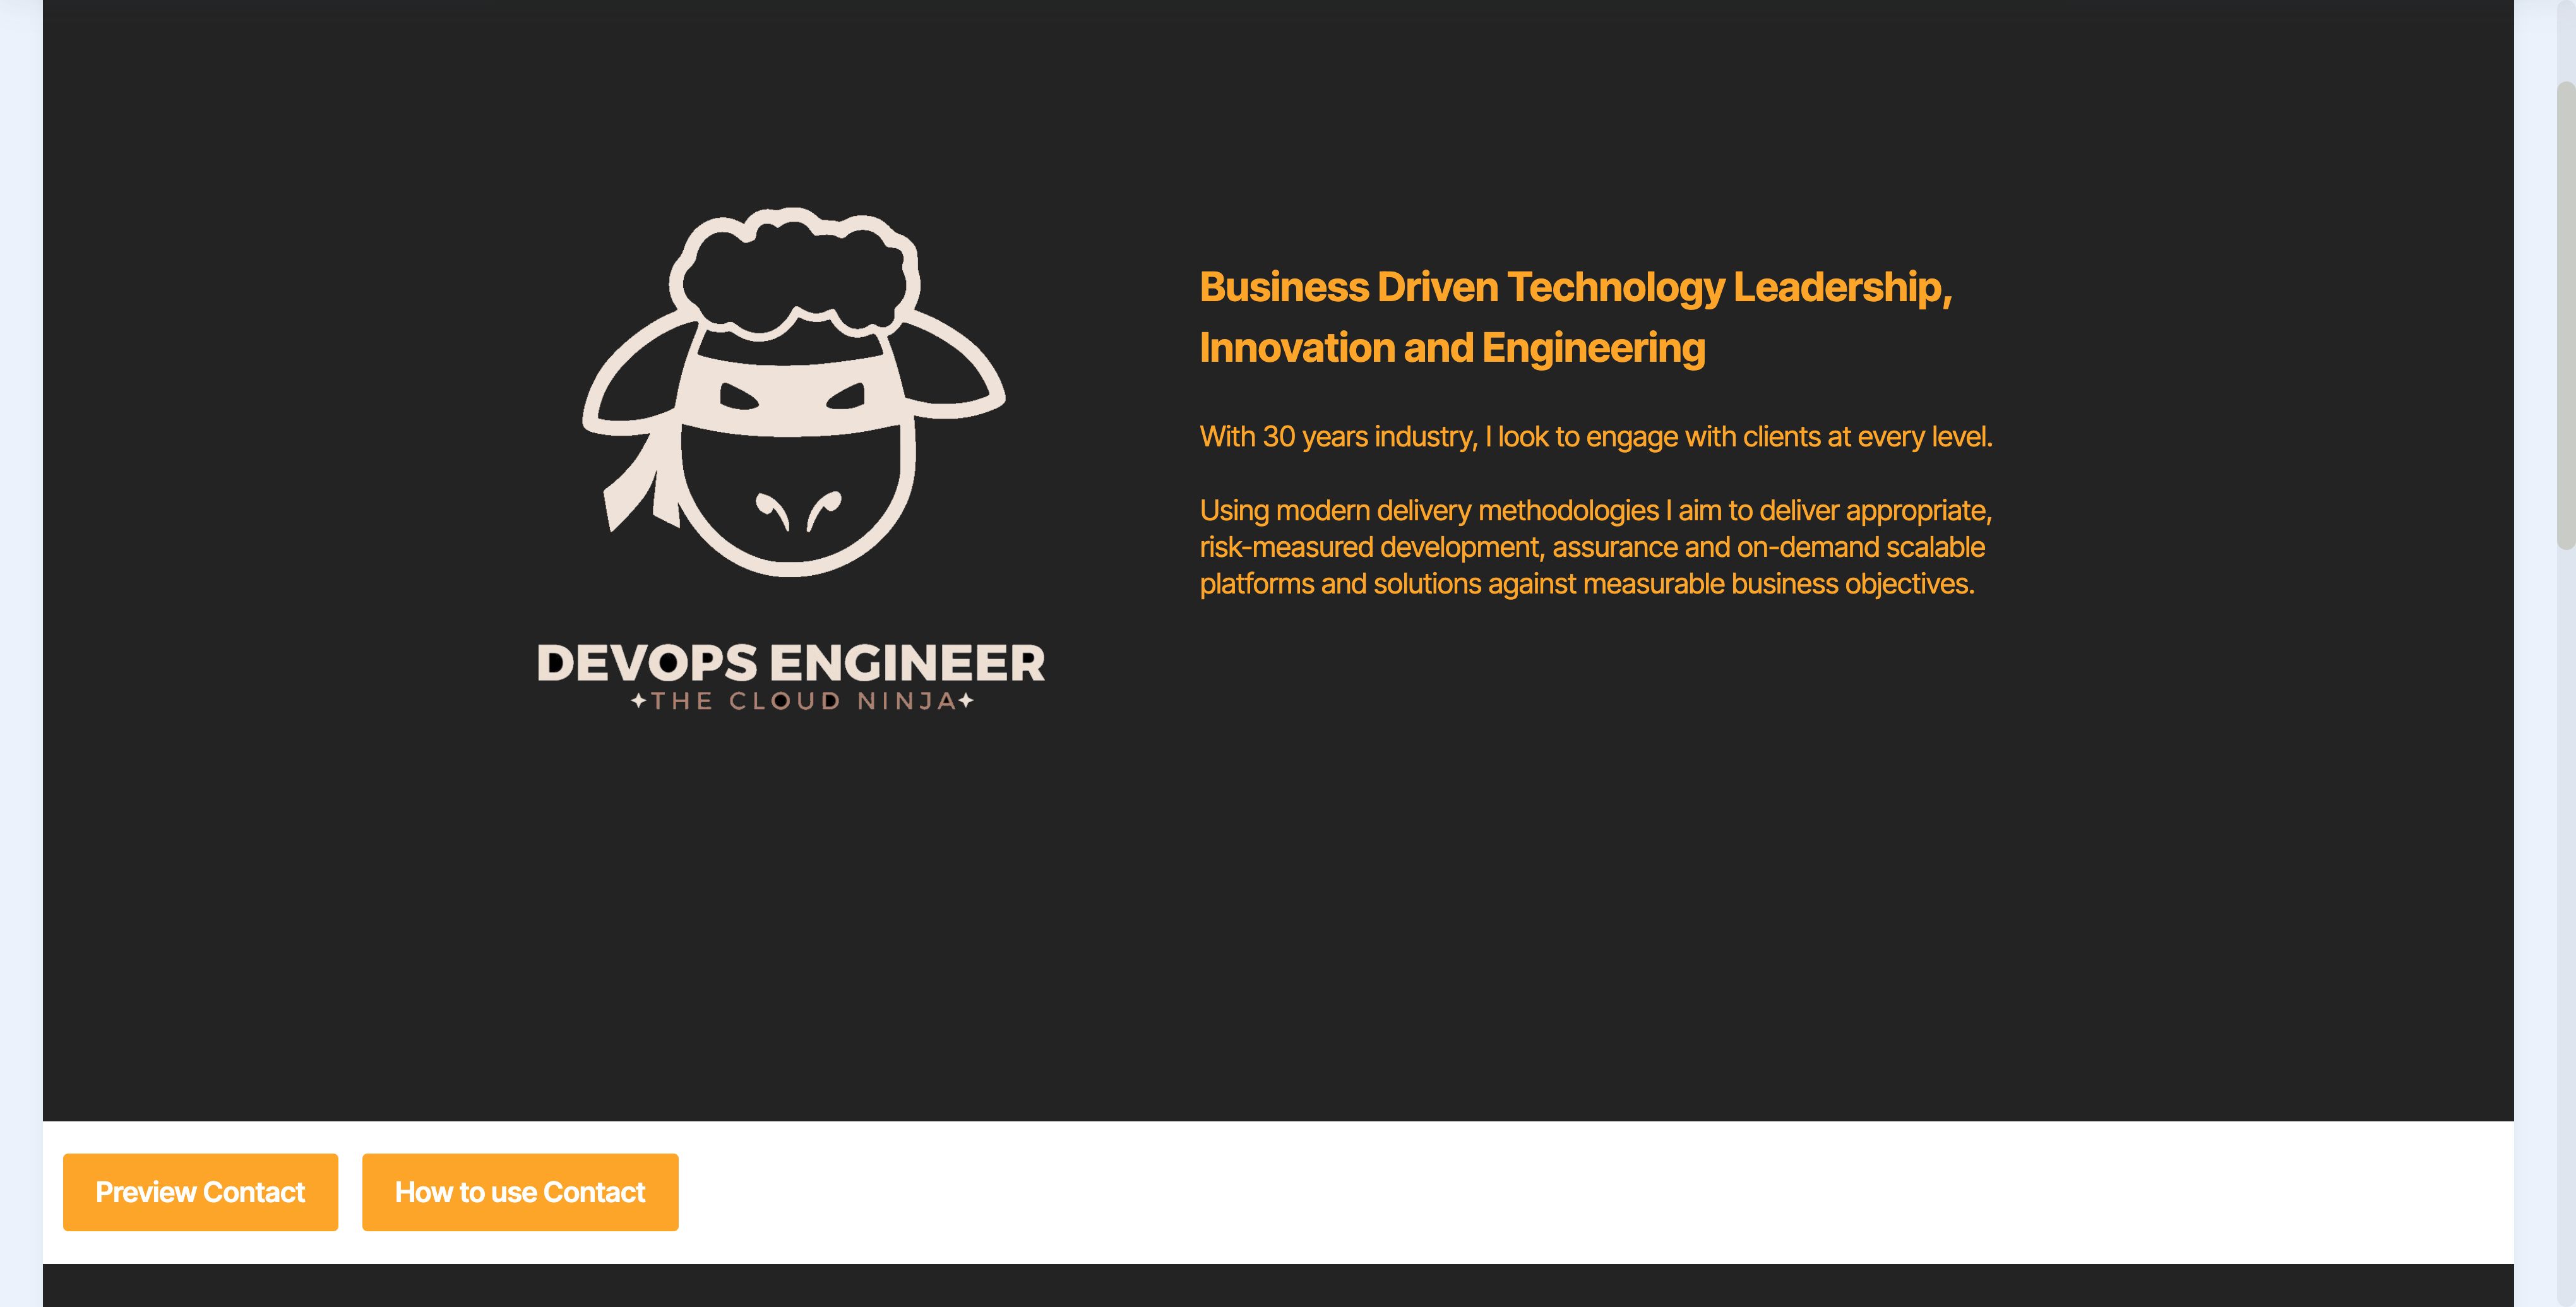 DEVOPS ENGINEER
THE CLOUD NINJA
Business Driven Technology Leadership,
Innovation and Engineering
With 30 years industry, I look to engage with clients at every level.
Using modern delivery methodologies I aim to deliver appropriate,
risk-measured development, assurance and on-demand scalable
platforms and solutions against measurable business objectives.
Preview Contact
How to use Contact